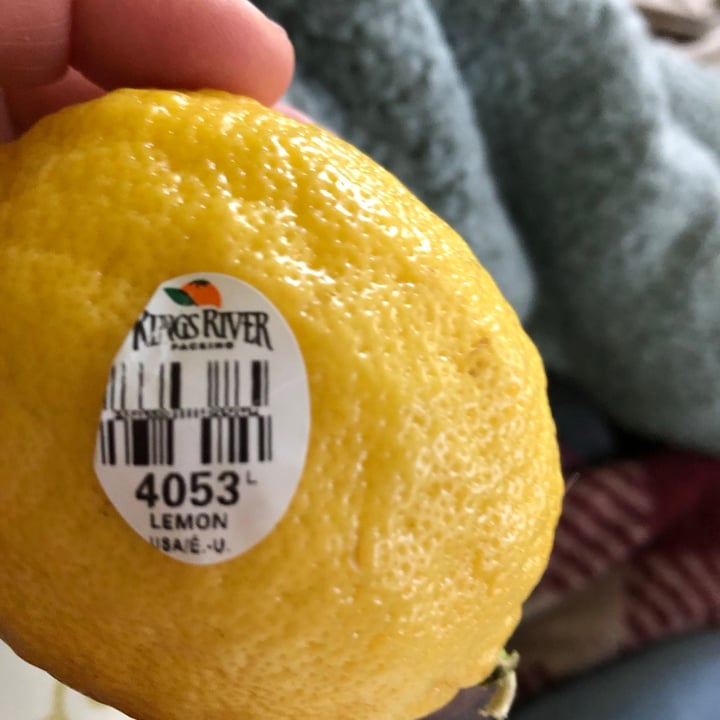 KINGS RIVER
PACKING
4053 L
LEMON
USA/É.-U.